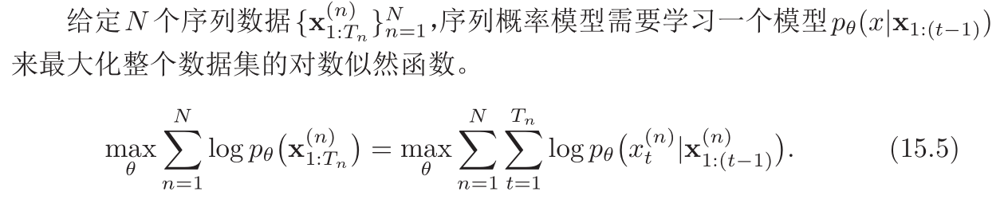 给定 $N$ 个序列数据 $\{\mathbf{x}_{1:T_n}^{(n)}\}_{n=1}^{N}$,序列概率模型需要学习一个模型 $p_\theta(x|\mathbf{x}_{1:(t-1)})$
来最大化整个数据集的对数似然函数。
$\max_{\theta} \sum_{n=1}^{N} \log p_\theta\big(\mathbf{x}_{1:T_n}^{(n)}\big) = \max_{\theta} \sum_{n=1}^{N} \sum_{t=1}^{T_n} \log p_\theta\big(x_t^{(n)}|\mathbf{x}_{1:(t-1)}^{(n)}\big).$ (15.5)